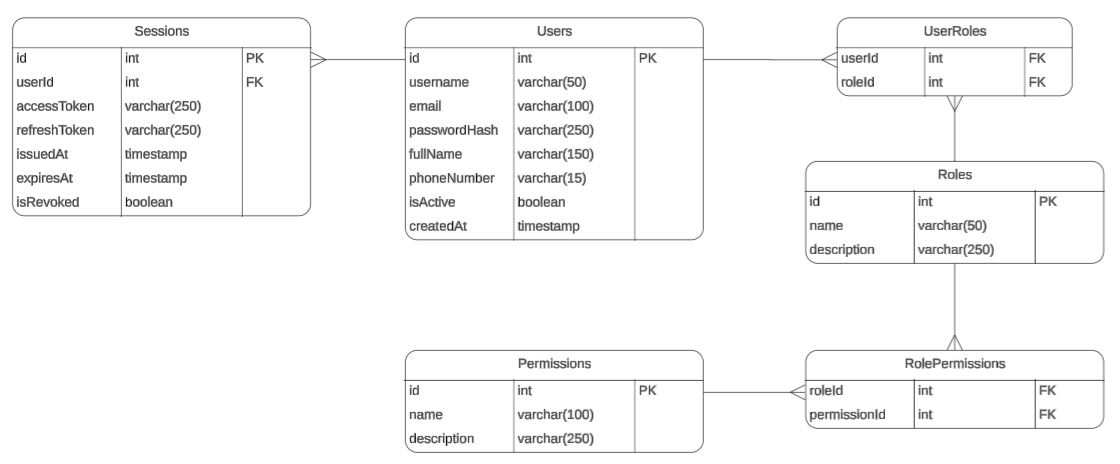 Sessions
id int PK
userId int FK
accessToken varchar(250)
refreshToken varchar(250)
issuedAt timestamp
expiresAt timestamp
isRevoked boolean
Users
id int PK
username varchar(50)
email varchar(100)
passwordHash varchar(250)
fullName varchar(150)
phoneNumber varchar(15)
isActive boolean
createdAt timestamp
UserRoles
userId int FK
roleId int FK
Roles
id int PK
name varchar(50)
description varchar(250)
Permissions
id int PK
name varchar(100)
description varchar(250)
RolePermissions
roleId int FK
permissionId int FK